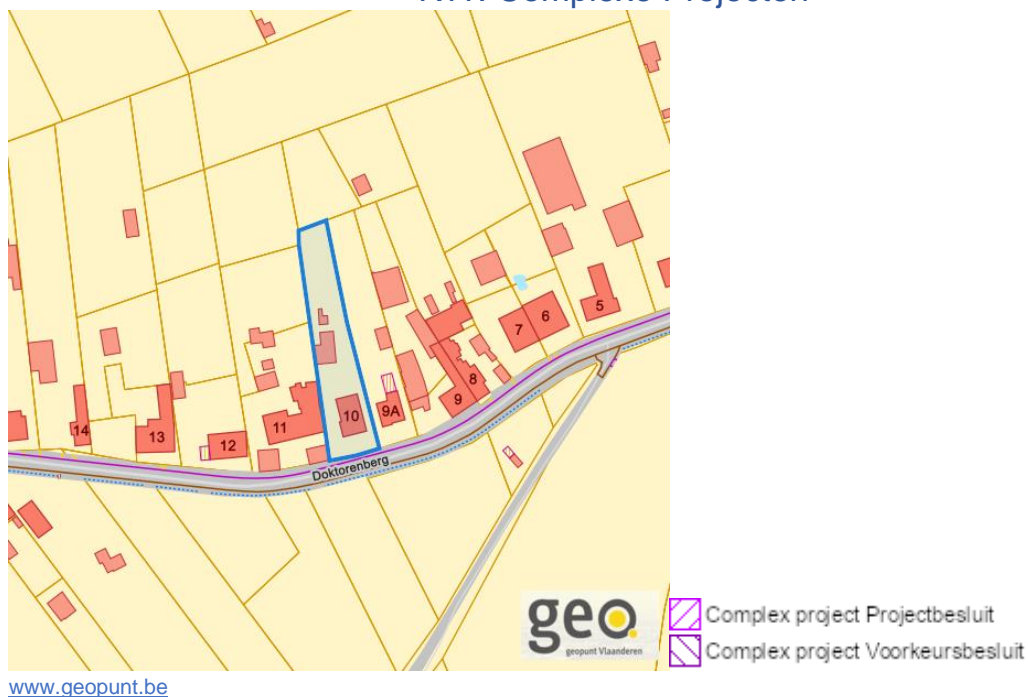 Complexe Projecten
5
6
7
8
9
9A
10
11
12
13
14
Doktorenberg
geo.
geopunt Vlaanderen
Complex project Projectbesluit
Complex project Voorkeursbesluit
www.geopunt.be